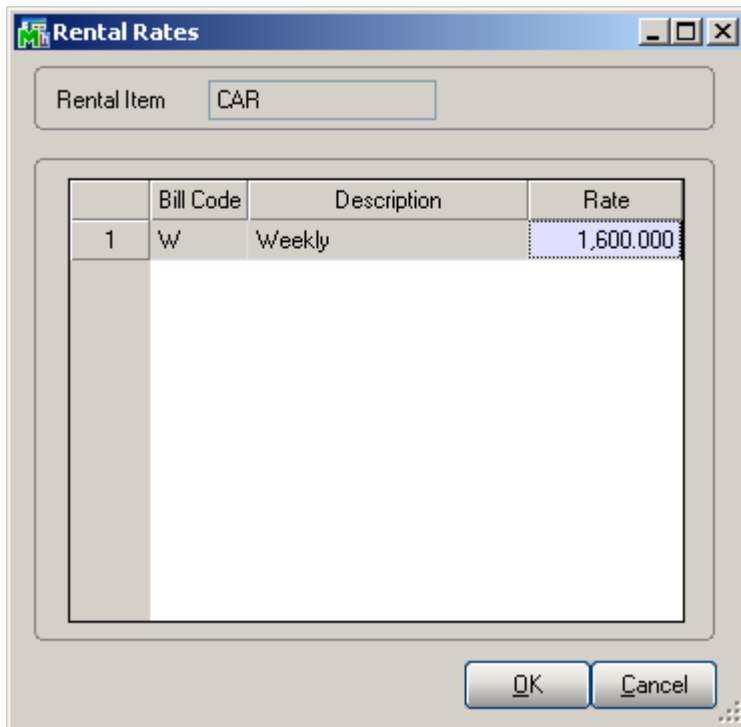 Rental Rates
Rental Item CAR
Bill Code Description Rate
1 W Weekly 1,600.000
OK Cancel